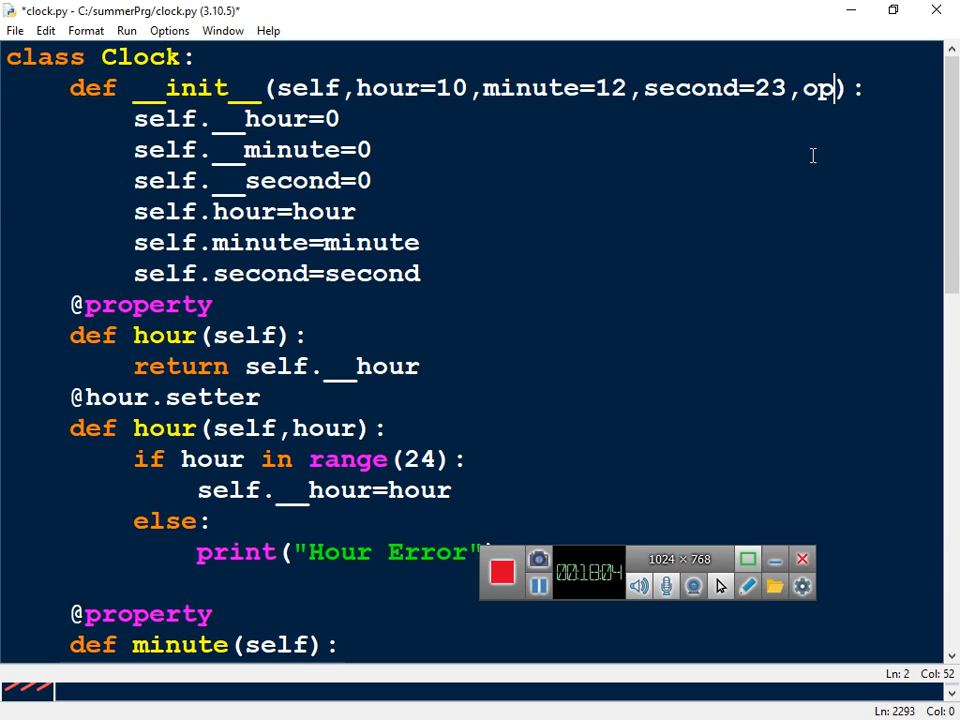 *clock.py - C:/summerPrg/clock.py (3.10.5)*
File Edit Format Run Options Window Help
class Clock:
    def __init__(self,hour=10,minute=12,second=23,op):
        self.__hour=0
        self.__minute=0
        self.__second=0
        self.hour=hour
        self.minute=minute
        self.second=second
    @property
    def hour(self):
        return self.__hour
    @hour.setter
    def hour(self,hour):
        if hour in range(24):
            self.__hour=hour
        else:
            print("Hour Error")
1024 × 768
00:18:04
    @property
    def minute(self):
Ln: 2 Col: 52
>>>
Ln: 2293 Col: 0